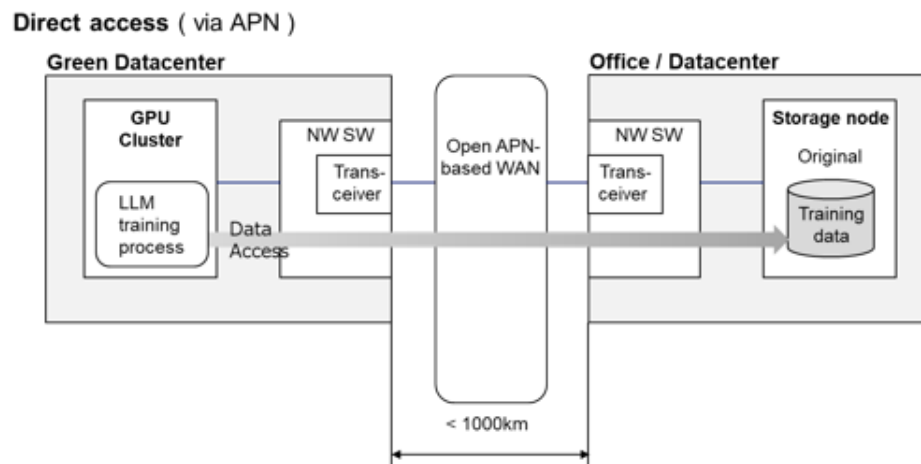 Direct access ( via APN )
Green Datacenter
Office / Datacenter
GPU
Cluster
NW SW
Trans-
ceiver
LLM
training
process
Data
Access
Open APN-
based WAN
NW SW
Trans-
ceiver
Storage node
Original
Training
data
< 1000km